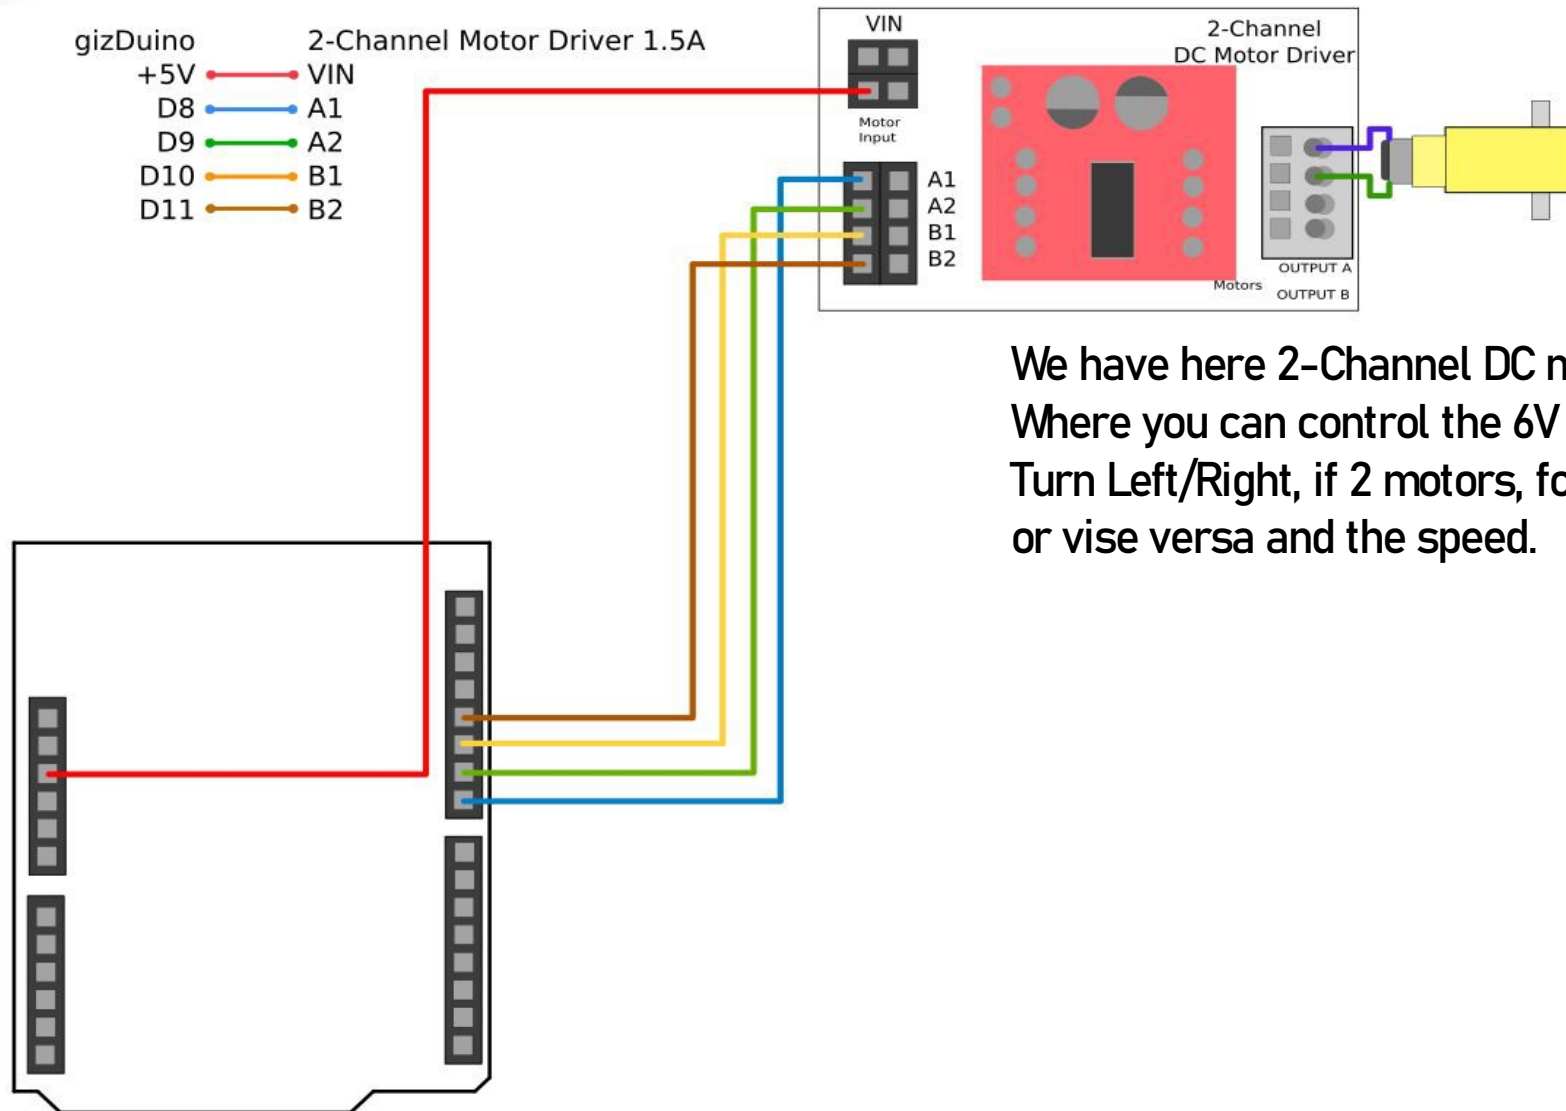 gizDuino 2-Channel Motor Driver 1.5A
+5V VIN
D8 A1
D9 A2
D10 B1
D11 B2
VIN
2-Channel
DC Motor Driver
Motor
Input
A1
A2
B1
B2
OUTPUT A
Motors
OUTPUT B
We have here 2-Channel DC
Where you can control the 6V
Turn Left/Right, if 2 motors,
or vise versa and the speed.